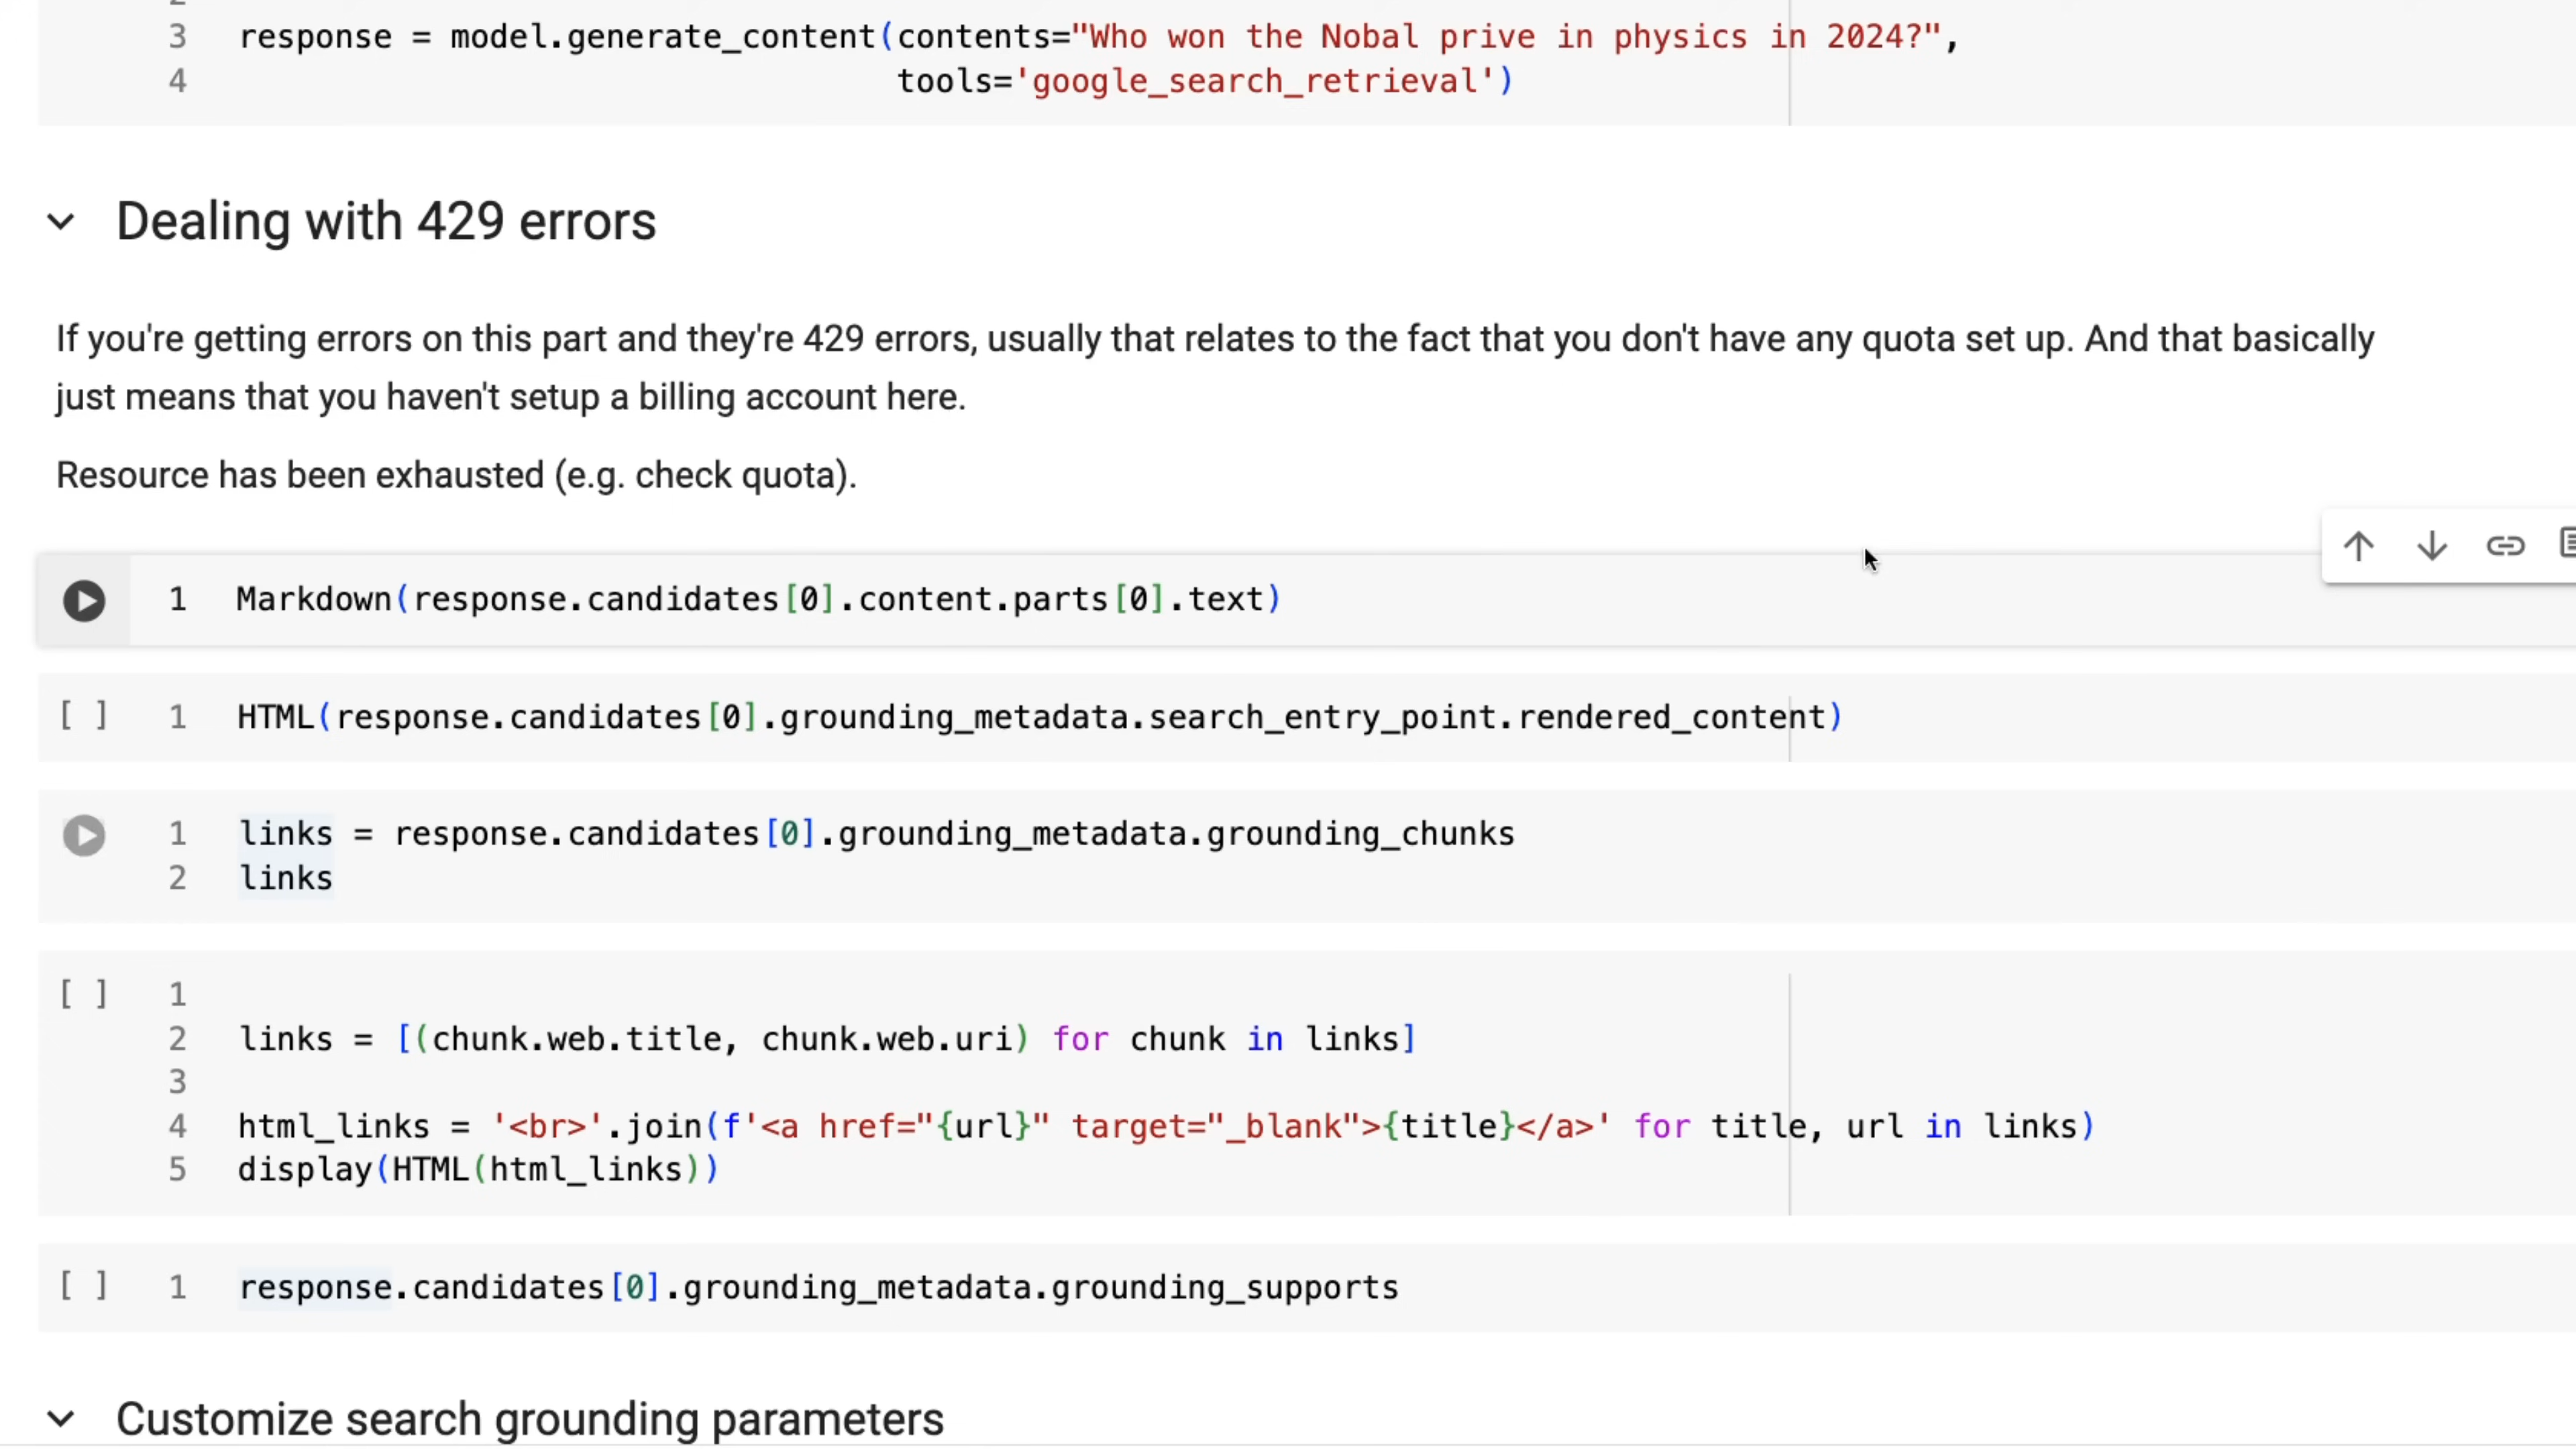 3 response = model.generate_content(contents="Who won the Nobal prive in physics in 2024?",
4 tools='google_search_retrieval')
Dealing with 429 errors
If you're getting errors on this part and they're 429 errors, usually that relates to the fact that you don't have any quota set up. And that basically
just means that you haven't setup a billing account here.
Resource has been exhausted (e.g. check quota).
1 Markdown(response.candidates[0].content.parts[0].text)
[ ] 1 HTML(response.candidates[0].grounding_metadata.search_entry_point.rendered_content)
1 links = response.candidates[0].grounding_metadata.grounding_chunks
2 links
[ ] 1
2 links = [(chunk.web.title, chunk.web.uri) for chunk in links]
3
4 html_links = '<br>'.join(f'<a href="{url}" target="_blank">{title}</a>' for title, url in links)
5 display(HTML(html_links))
[ ] 1 response.candidates[0].grounding_metadata.grounding_supports
Customize search grounding parameters